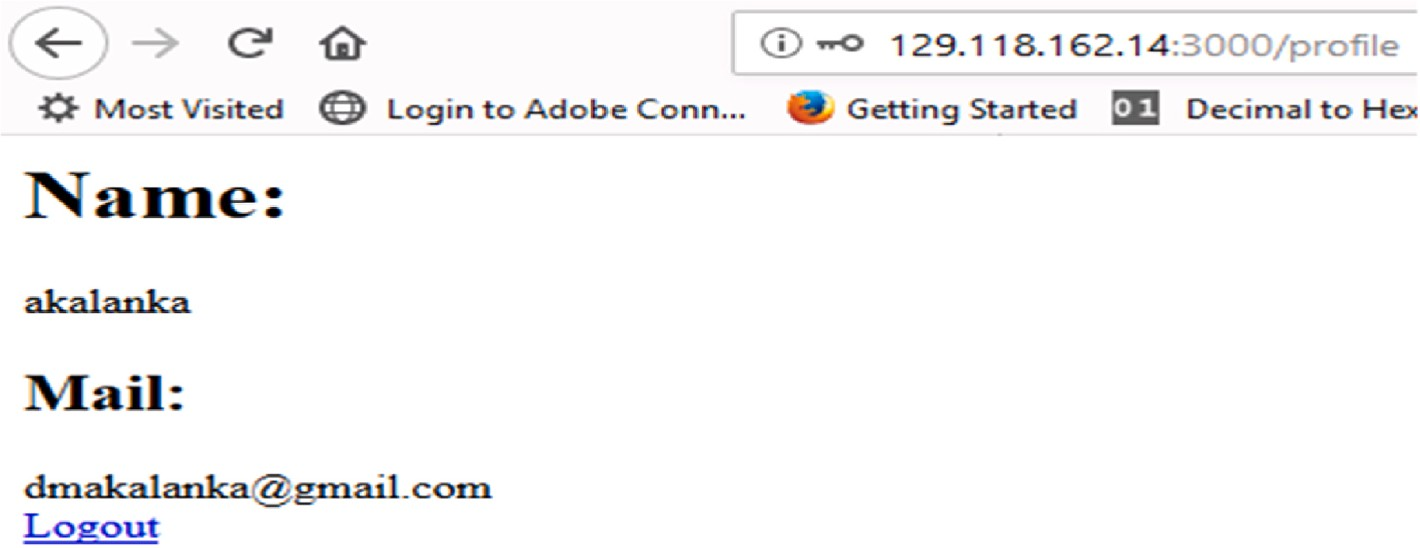 129.118.162.14:3000/profile
Most Visited Login to Adobe Conn... Getting Started 01 Decimal to Hex
Name:
akalanka
Mail:
dmakalanka@gmail.com
Logout